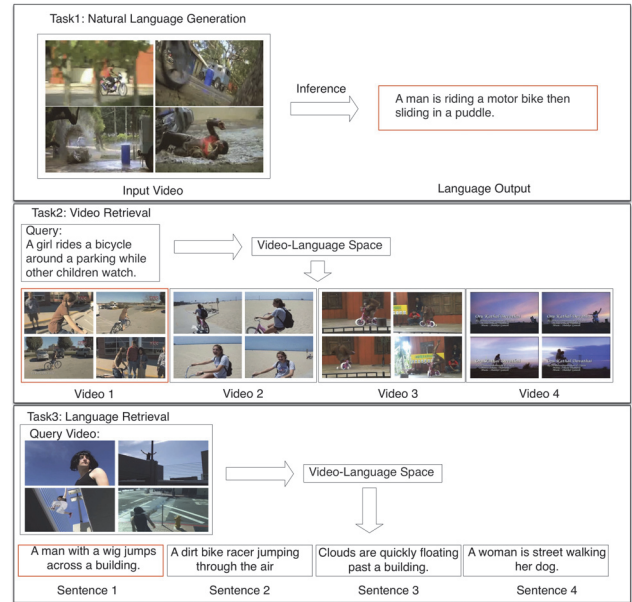 Task1: Natural Language Generation
Inference
A man is riding a motor bike then
sliding in a puddle.
Input Video
Language Output
Task2: Video Retrieval
Query:
A girl rides a bicycle
around a parking while
other children watch.
Video-Language Space
Video 1
Video 2
Video 3
Video 4
Task3: Language Retrieval
Query Video:
Video-Language Space
A man with a wig jumps
across a building.
A dirt bike racer jumping
through the air
Clouds are quickly floating
past a building.
A woman is street walking
her dog.
Sentence 1
Sentence 2
Sentence 3
Sentence 4